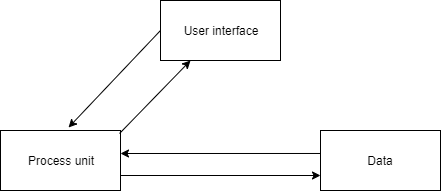 User interface
Process unit
Data